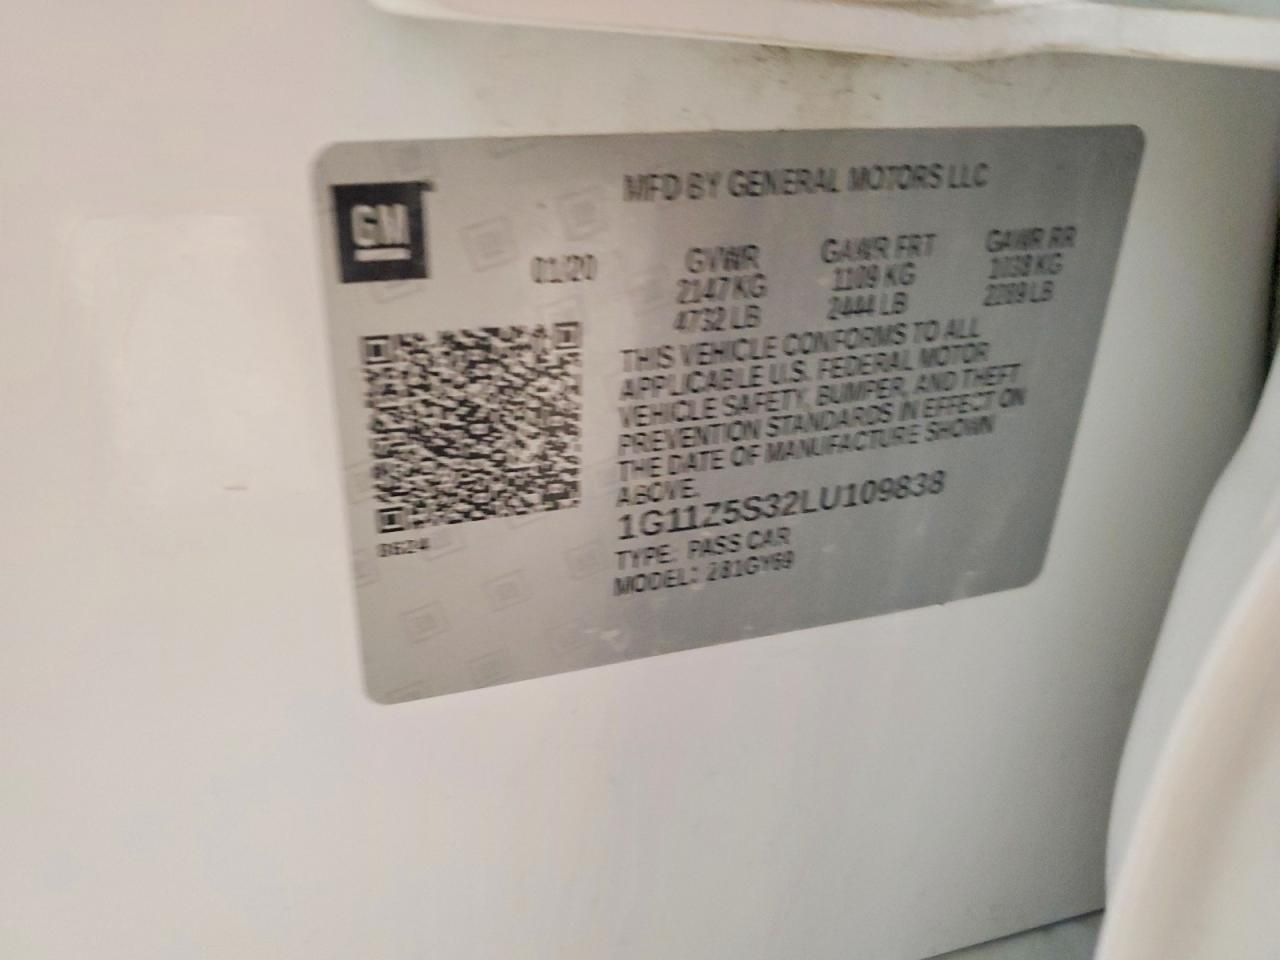 GM
MFD BY GENERAL MOTORS LLC
01/20 GVWR GAWR FRT GAWR RR
2147 KG 1109 KG 1038 KG
4732 LB 2444 LB 2289 LB
THIS VEHICLE CONFORMS TO ALL
APPLICABLE U.S. FEDERAL MOTOR
VEHICLE SAFETY, BUMPER, AND THEFT
PREVENTION STANDARDS IN EFFECT ON
THE DATE OF MANUFACTURE SHOWN
ABOVE.
1G11Z5S32LU109838
TYPE: PASS CAR
MODEL: 281GY69
8624